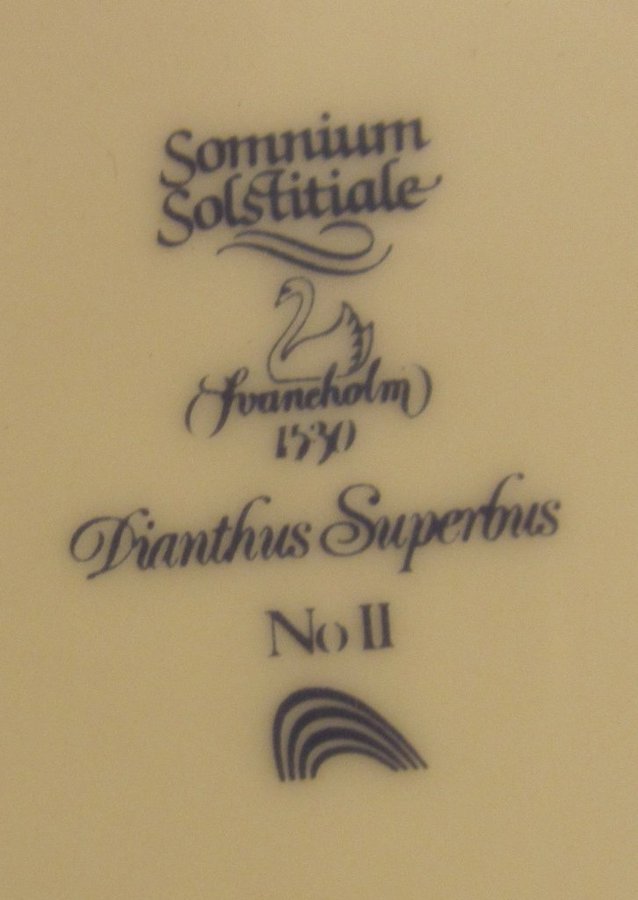 Somnium
Solstitiale
Svaneholm
1530
Dianthus Superbus
No II